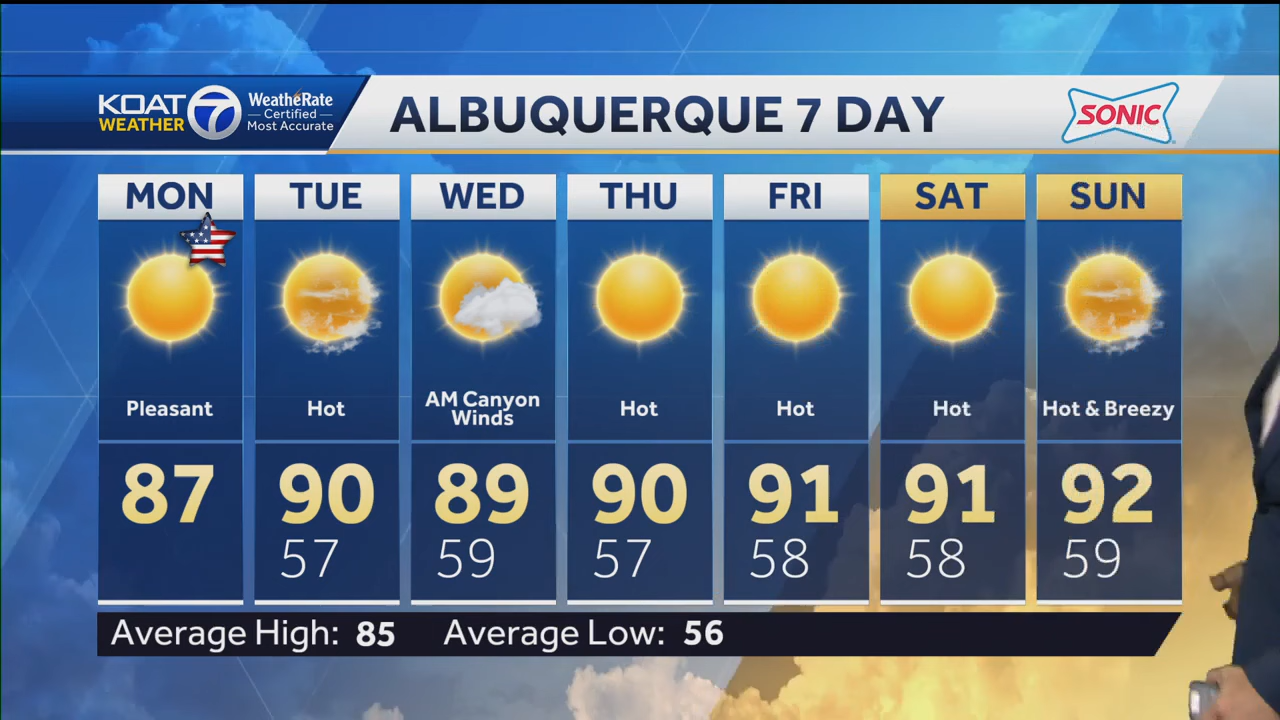 KOAT
WEATHER
7
WeatheRate
Certified
Most Accurate
ALBUQUERQUE 7 DAY
SONIC
MON
TUE
WED
THU
FRI
SAT
SUN
Pleasant
Hot
AM Canyon
Winds
Hot
Hot
Hot
Hot & Breezy
87
90
89
90
91
91
92
57
59
57
58
58
59
Average High: 85 Average Low: 56